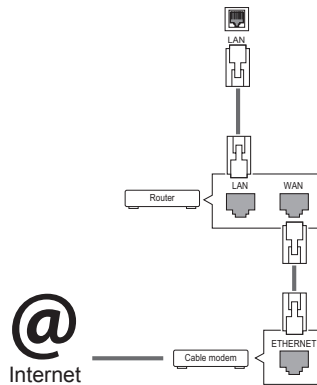 LAN
LAN WAN
Router
ETHERNET
@
Cable modem
Internet